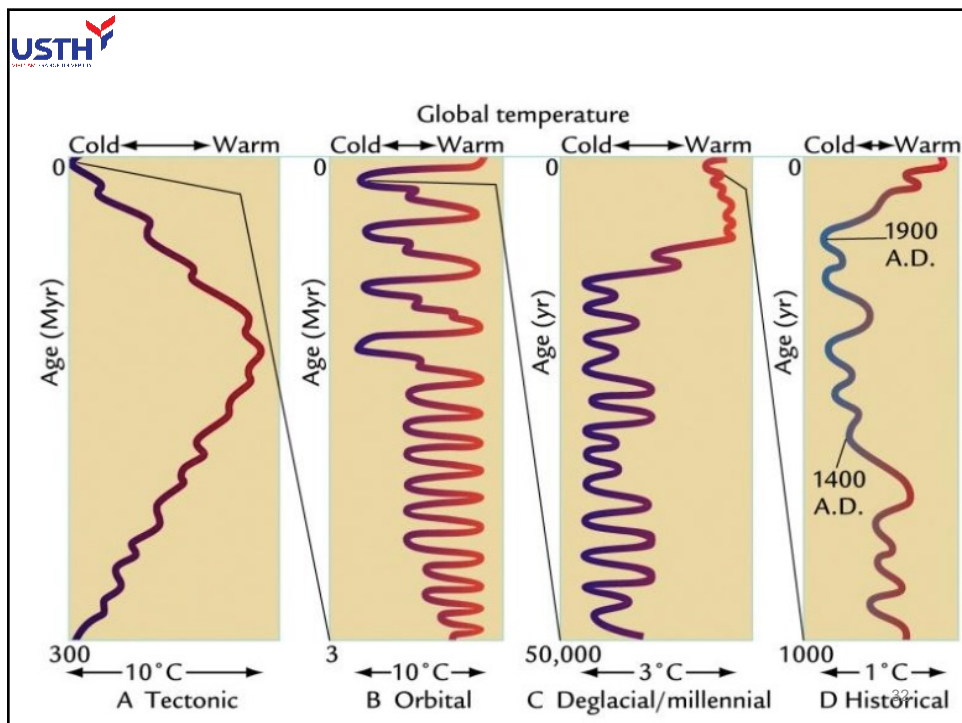 USTH
Global temperature
Cold Warm
Cold Warm
Cold Warm
Cold Warm
0
0
0
0
Age (Myr)
Age (Myr)
Age (yr)
Age (yr)
1900
A.D.
1400
A.D.
300
3
50,000
1000
10°C
10°C
3°C
1°C
A Tectonic
B Orbital
C Deglacial/millennial
D Historical
32